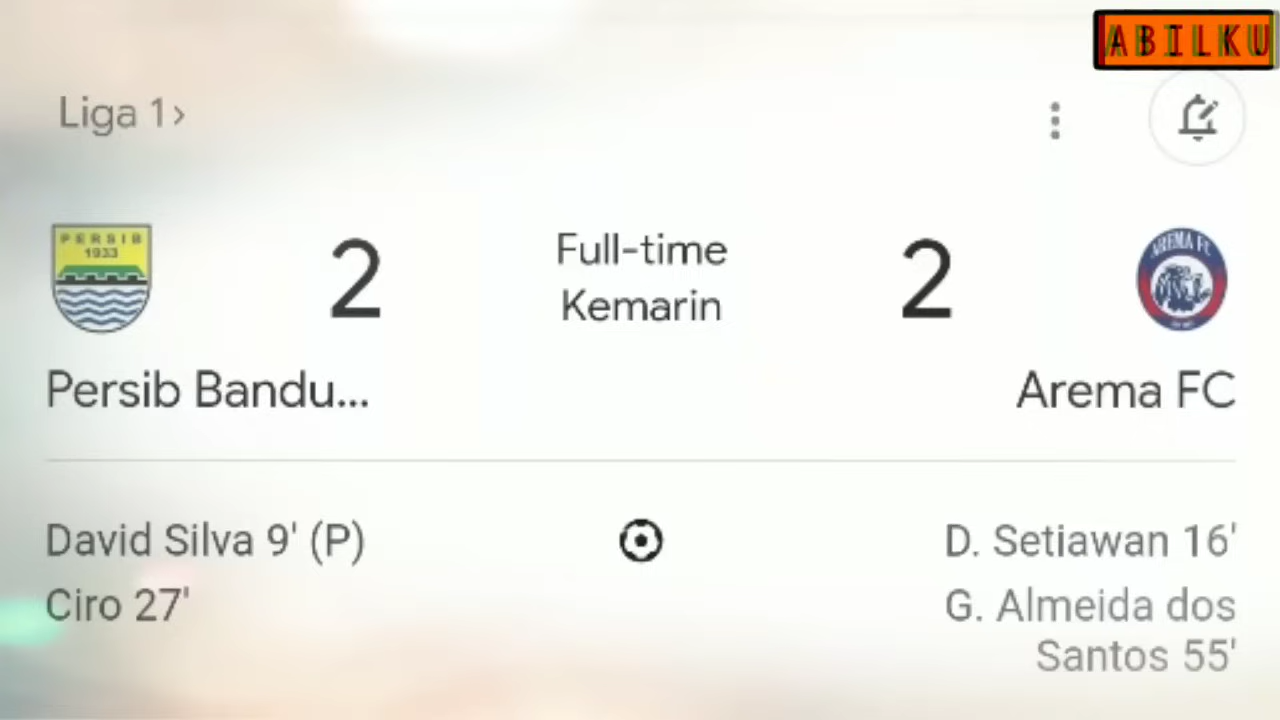 ABILKU
Liga 1 ›
PERSIB
1933
2
Full-time
Kemarin
2
AREMA FC
Persib Bandu...
Arema FC
David Silva 9' (P)
D. Setiawan 16'
Ciro 27'
G. Almeida dos
Santos 55'